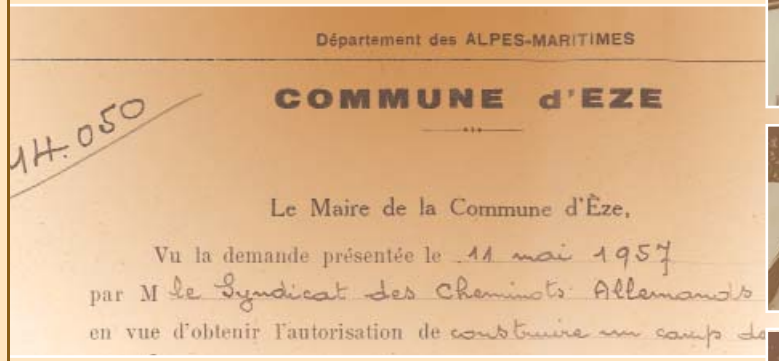 Département des ALPES-MARITIMES
COMMUNE d'EZE
14.050
Le Maire de la Commune d'Èze,
Vu la demande présentée le 11 mai 1957
par M le Syndicat des Cheminots Allemands
en vue d'obtenir l'autorisation de construire un camp de